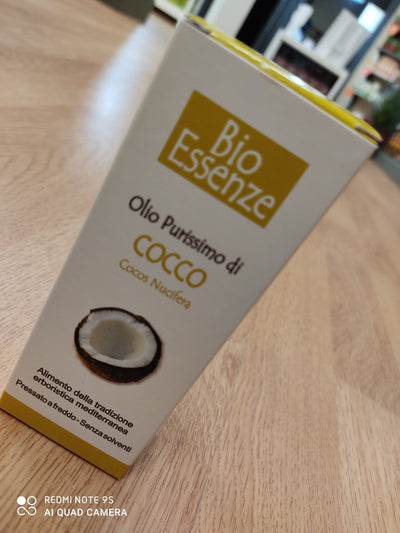 Bio
Essenze
Olio Purissimo di
COCCO
Cocos Nucifera
Alimento della tradizione
erboristica mediterranea
Pressato a freddo - Senza solventi
REDMI NOTE 9S
AI QUAD CAMERA